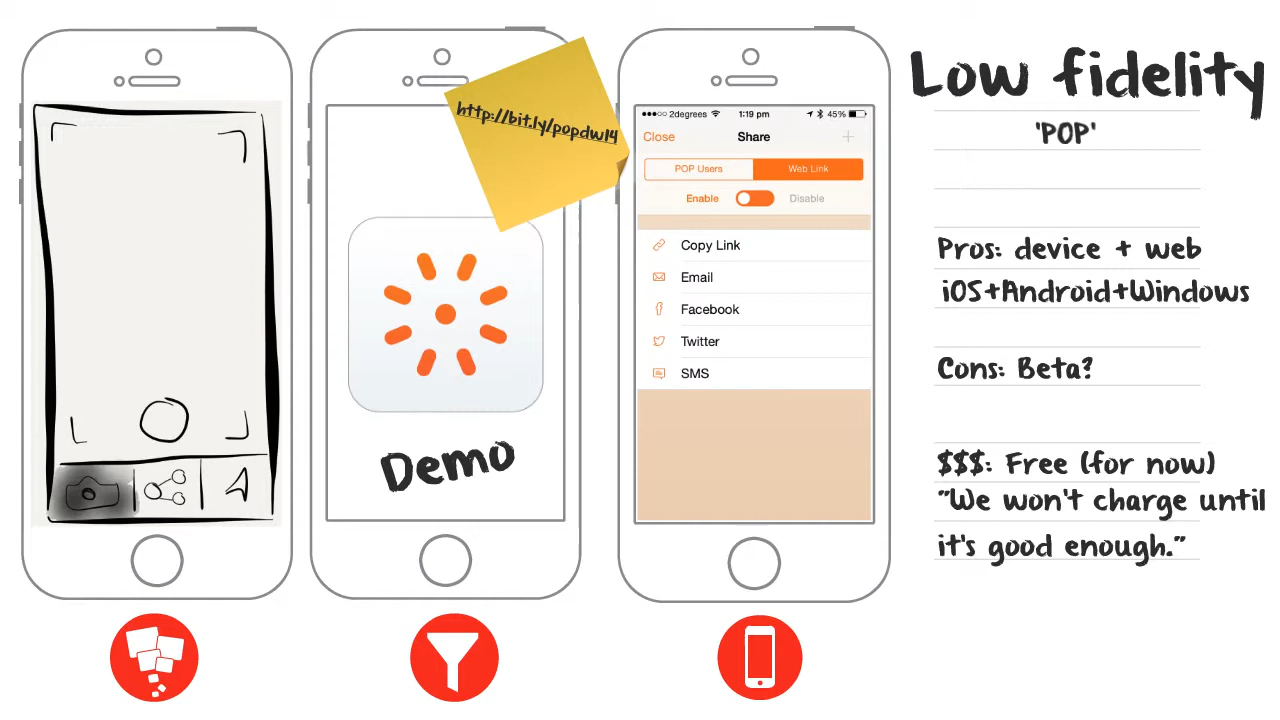 http://bit.ly/popdw14
Demo
2degrees 1:19 pm 45%
Close Share +
POP Users Web Link
Enable Disable
Copy Link
Email
Facebook
Twitter
SMS
Low fidelity
'POP'
Pros: device + web
iOS+Android+Windows
Cons: Beta?
$$$: Free (for now)
"We won't charge until
it's good enough."